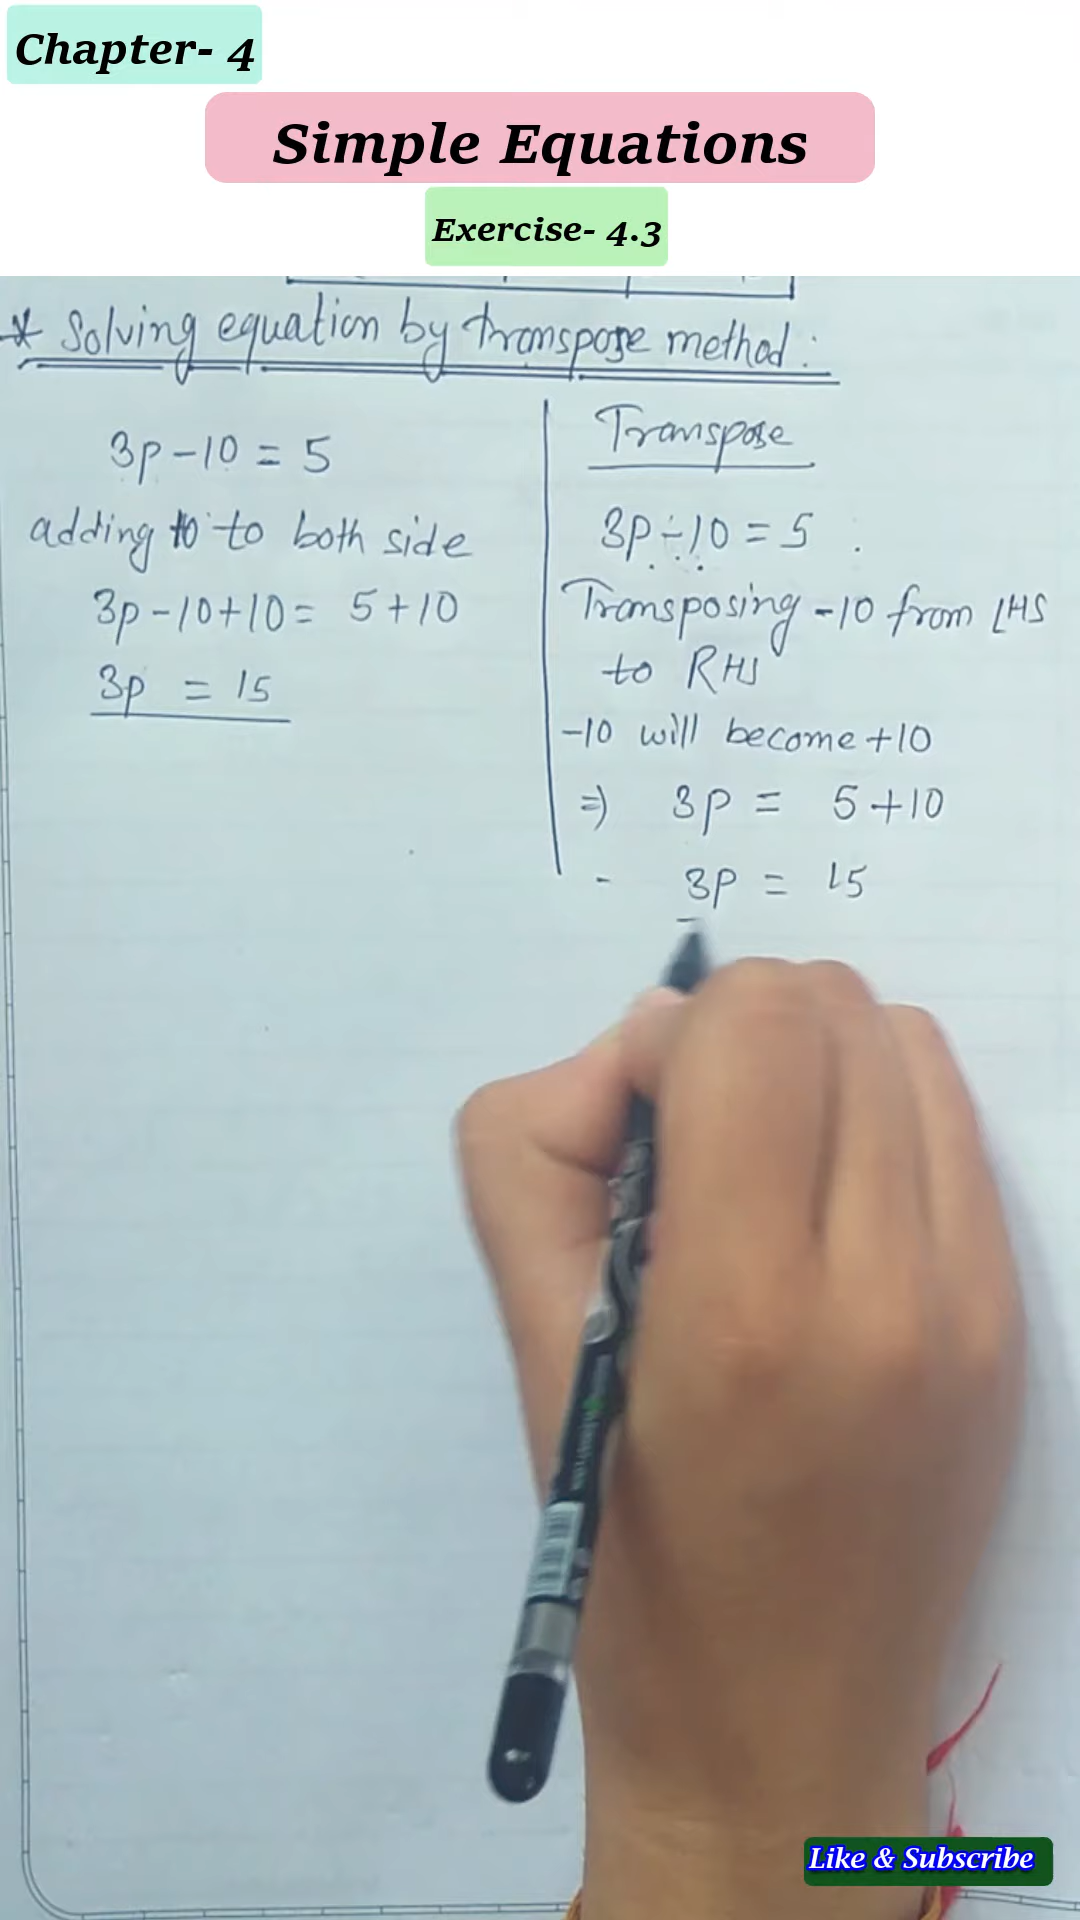 Chapter- 4
Simple Equations
Exercise- 4.3
* Solving equation by transpose method:
3p - 10 = 5
adding 10 to both side
3p - 10 + 10 = 5 + 10
3p = 15
Transpose
3p - 10 = 5
Transposing -10 from LHS
to RHS
-10 will become +10
⇒ 3p = 5 + 10
- 3p = 15
Like & Subscribe